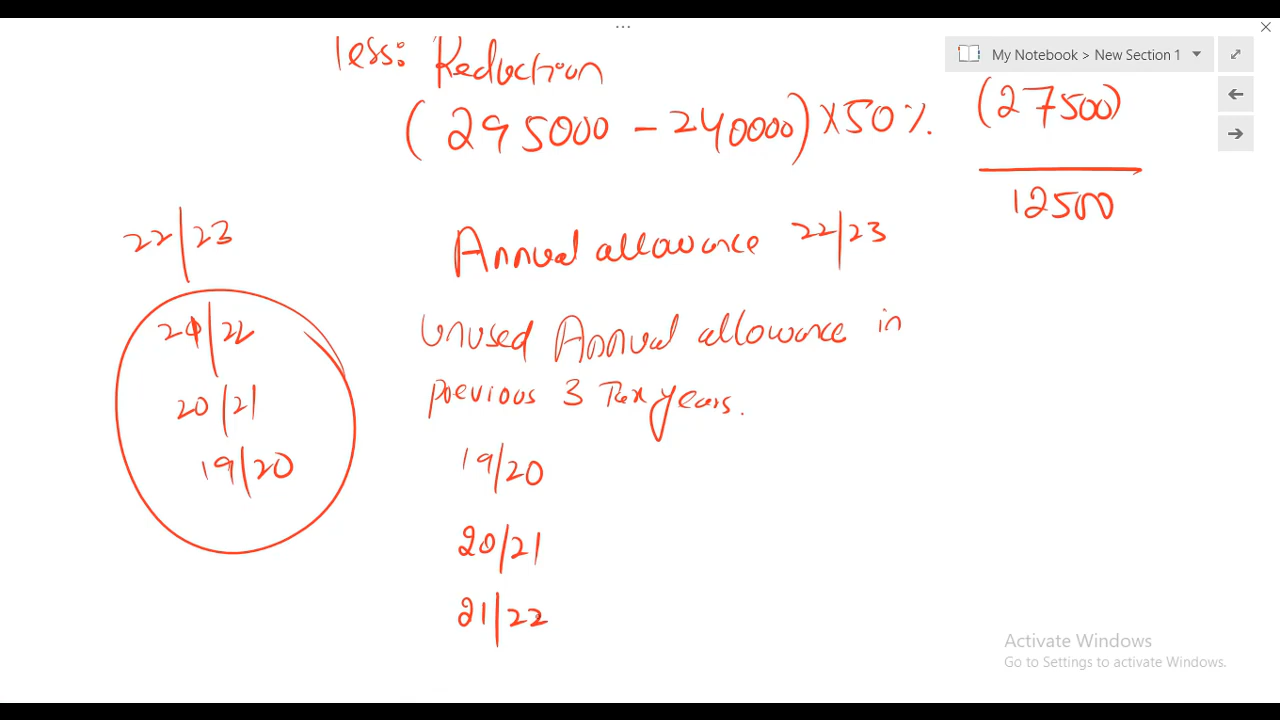 ...
My Notebook > New Section 1
less: Reduction
(295000 - 240000) X 50 %. (27500)
12500
22/23
Annual allowance 22/23
21/22
20/21
19/20
unused Annual allowance in
previous 3 Tax years.
19/20
20/21
21/22
Activate Windows
Go to Settings to activate Windows.